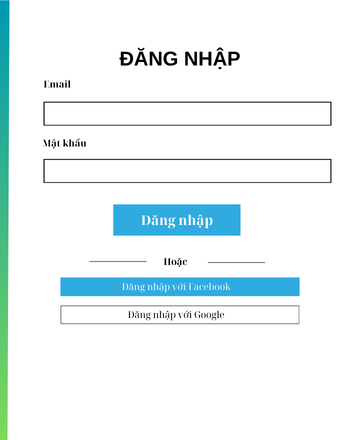 ĐĂNG NHẬP
Email
Mật khẩu
Đăng nhập
Hoặc
Đăng nhập với Facebook
Đăng nhập với Google